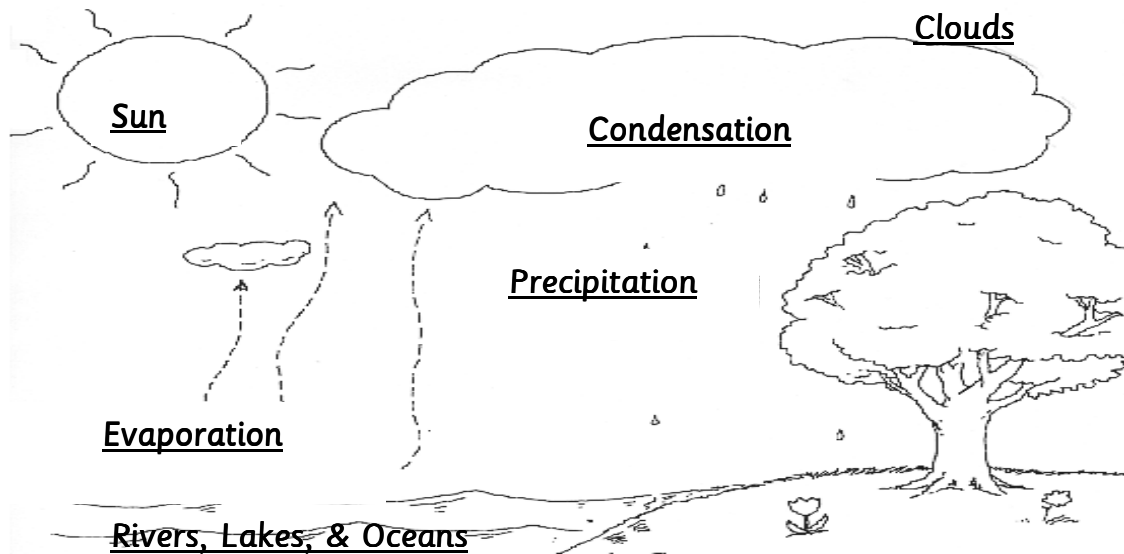 Clouds
Sun
Condensation
Precipitation
Evaporation
Rivers, Lakes, & Oceans